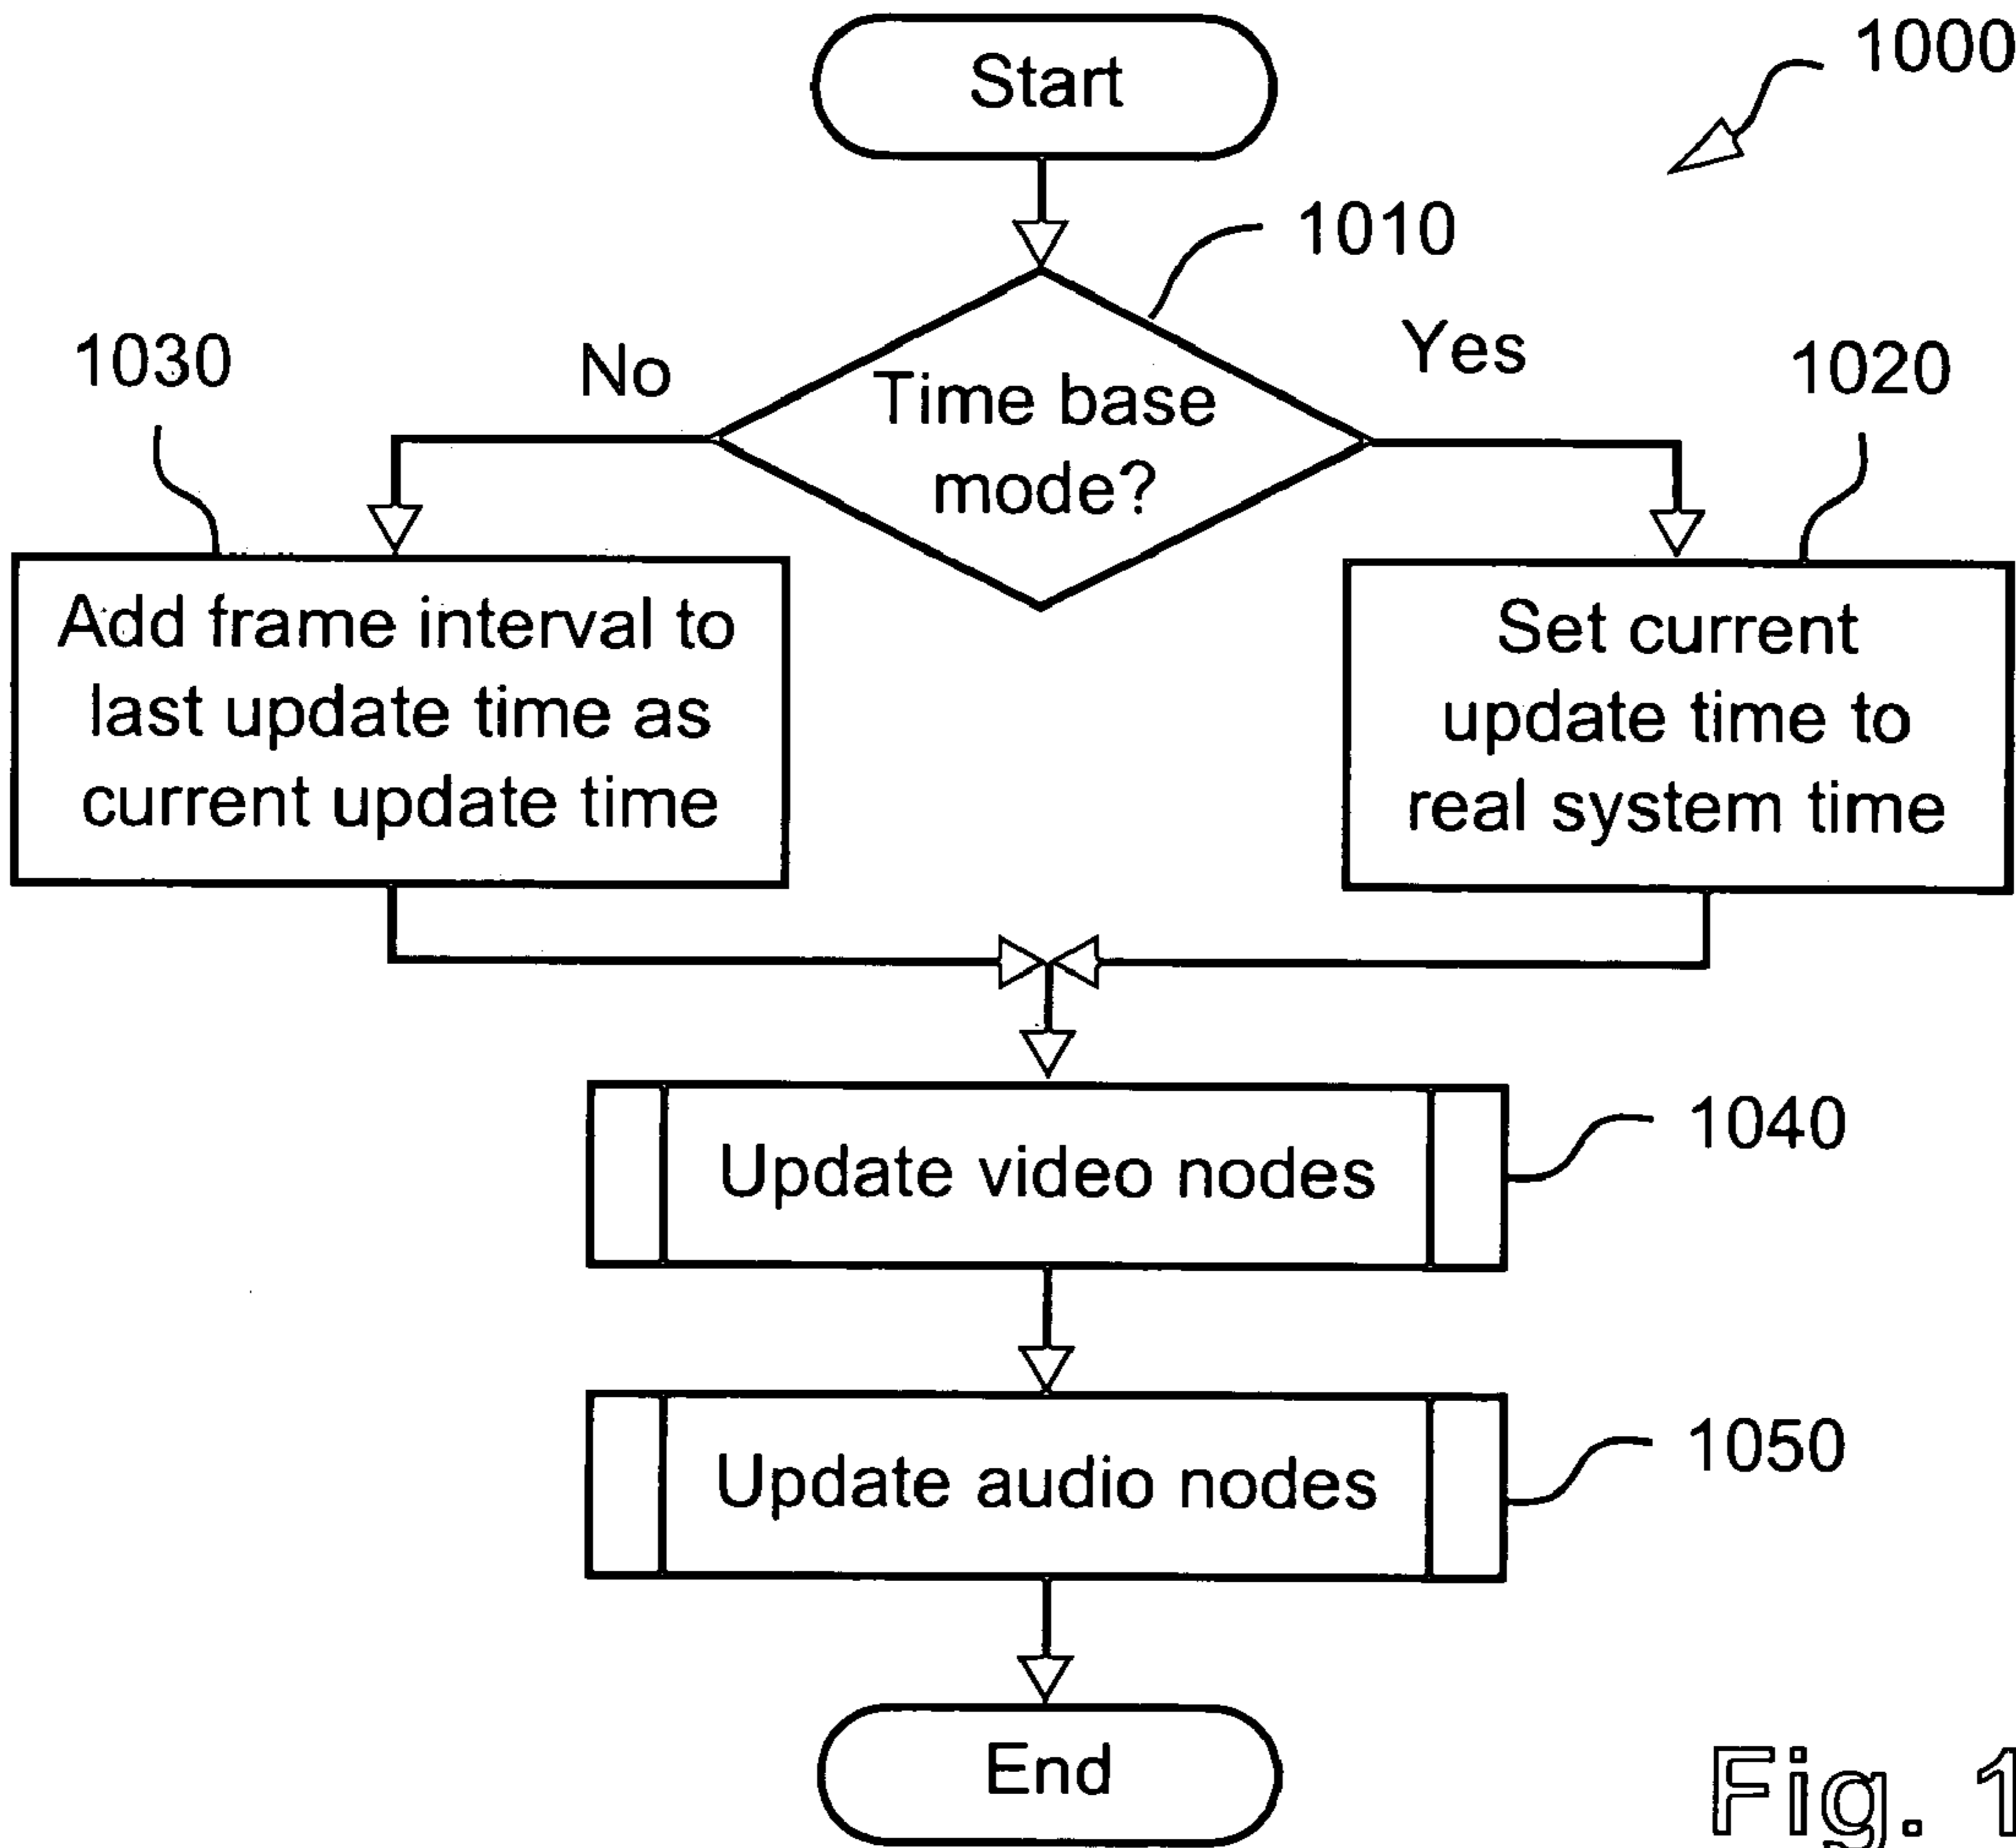 Start
1000
1010
Time base
mode?
No
Yes
1030
1020
Add frame interval to
last update time as
current update time
Set current
update time to
real system time
Update video nodes
1040
Update audio nodes
1050
End
Fig. 1